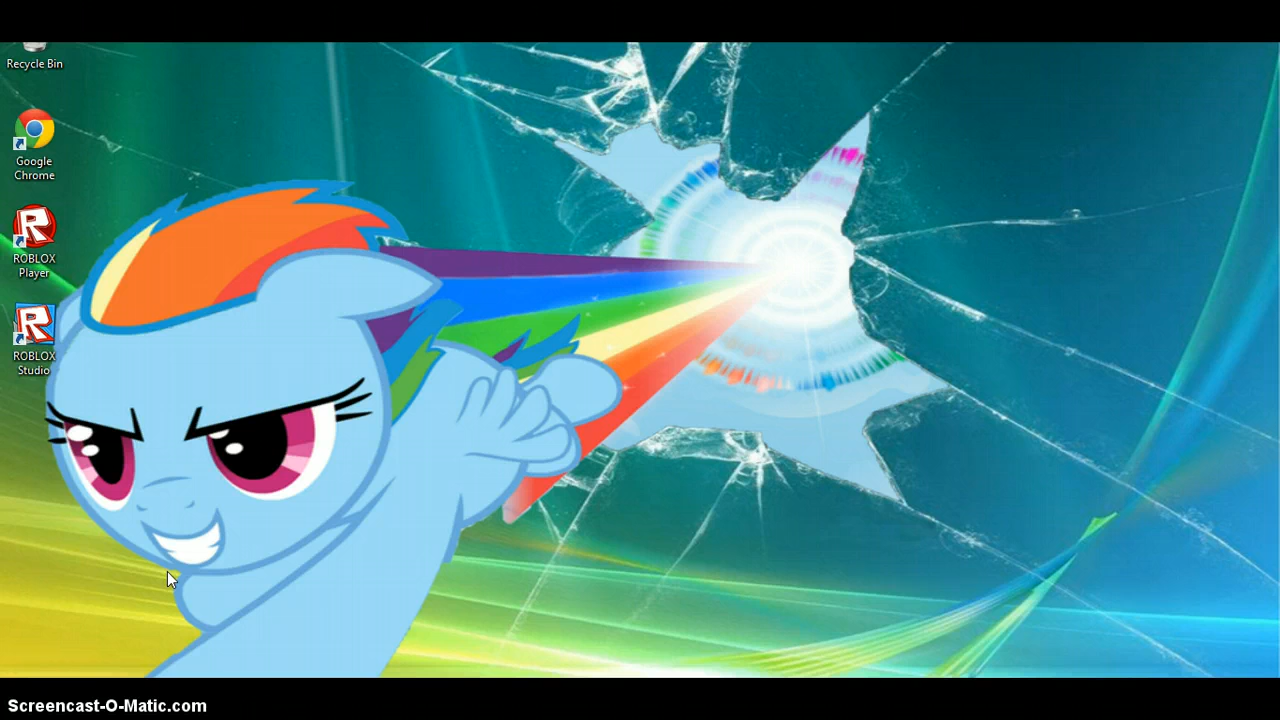 Recycle Bin
Google
Chrome
ROBLOX
Player
ROBLOX
Studio
Screencast-O-Matic.com